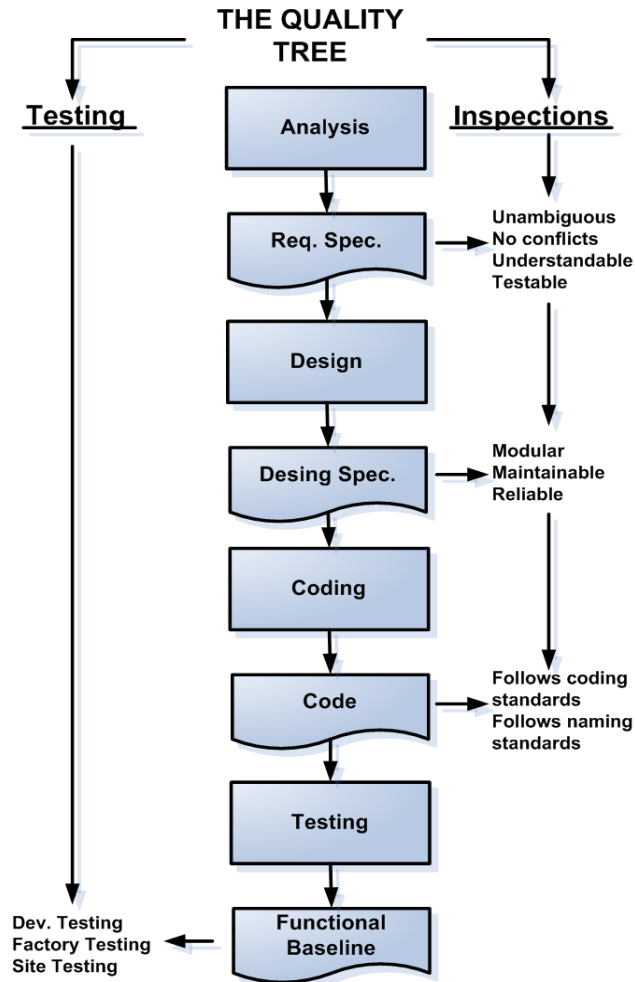 THE QUALITY
TREE
Testing
Inspections
Analysis
Req. Spec.
Unambiguous
No conflicts
Understandable
Testable
Design
Desing Spec.
Modular
Maintainable
Reliable
Coding
Code
Follows coding
standards
Follows naming
standards
Testing
Functional
Baseline
Dev. Testing
Factory Testing
Site Testing